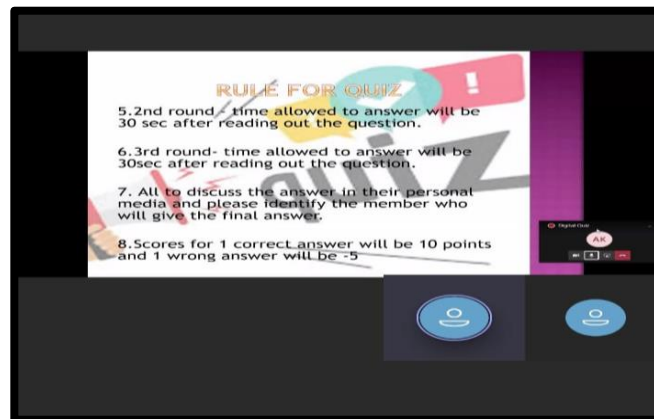 RULE FOR QUIZ
5.2nd round - time allowed to answer will be
30 sec after reading out the question.
6.3rd round- time allowed to answer will be
30sec after reading out the question.
7. All to discuss the answer in their personal
media and please identify the member who
will give the final answer.
8.Scores for 1 correct answer will be 10 points
and 1 wrong answer will be -5
QUIZ
Digital Quiz
AK